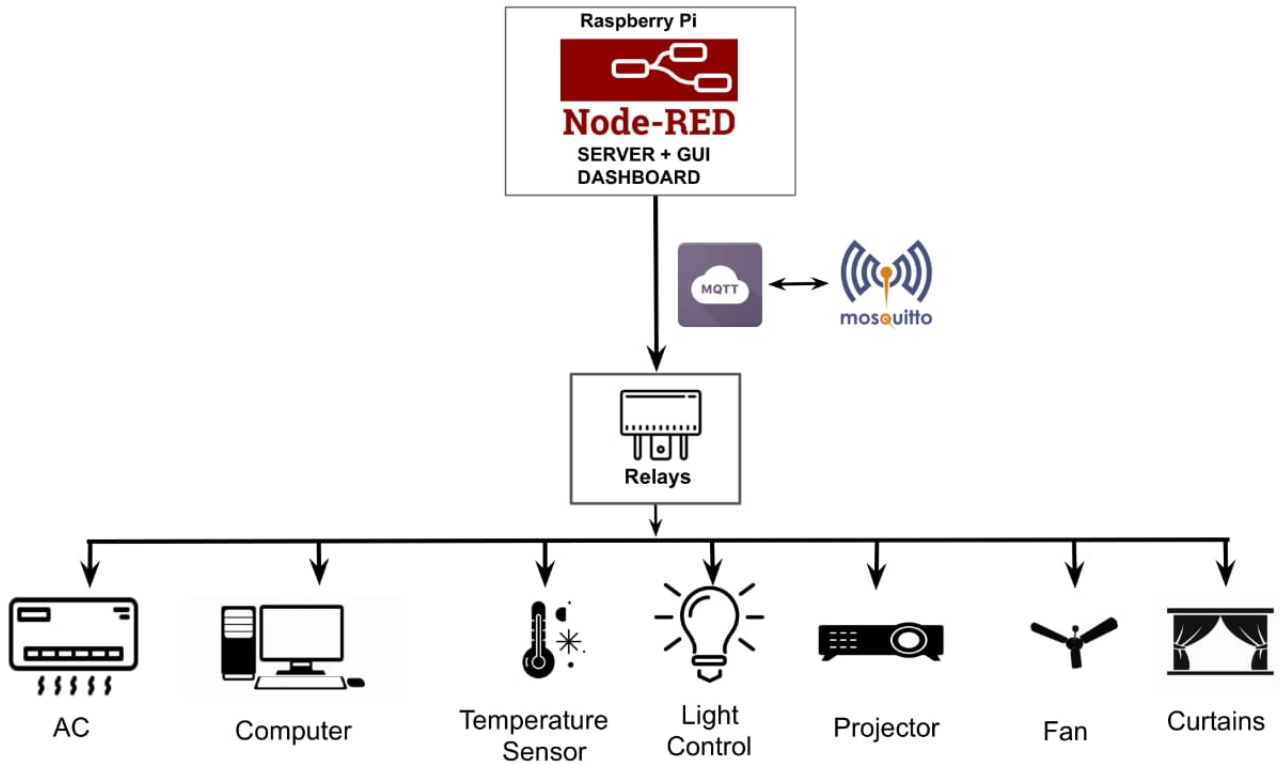 Raspberry Pi
Node-RED
SERVER + GUI
DASHBOARD
MQTT
mosquitto
Relays
AC
Computer
Temperature
Sensor
Light
Control
Projector
Fan
Curtains